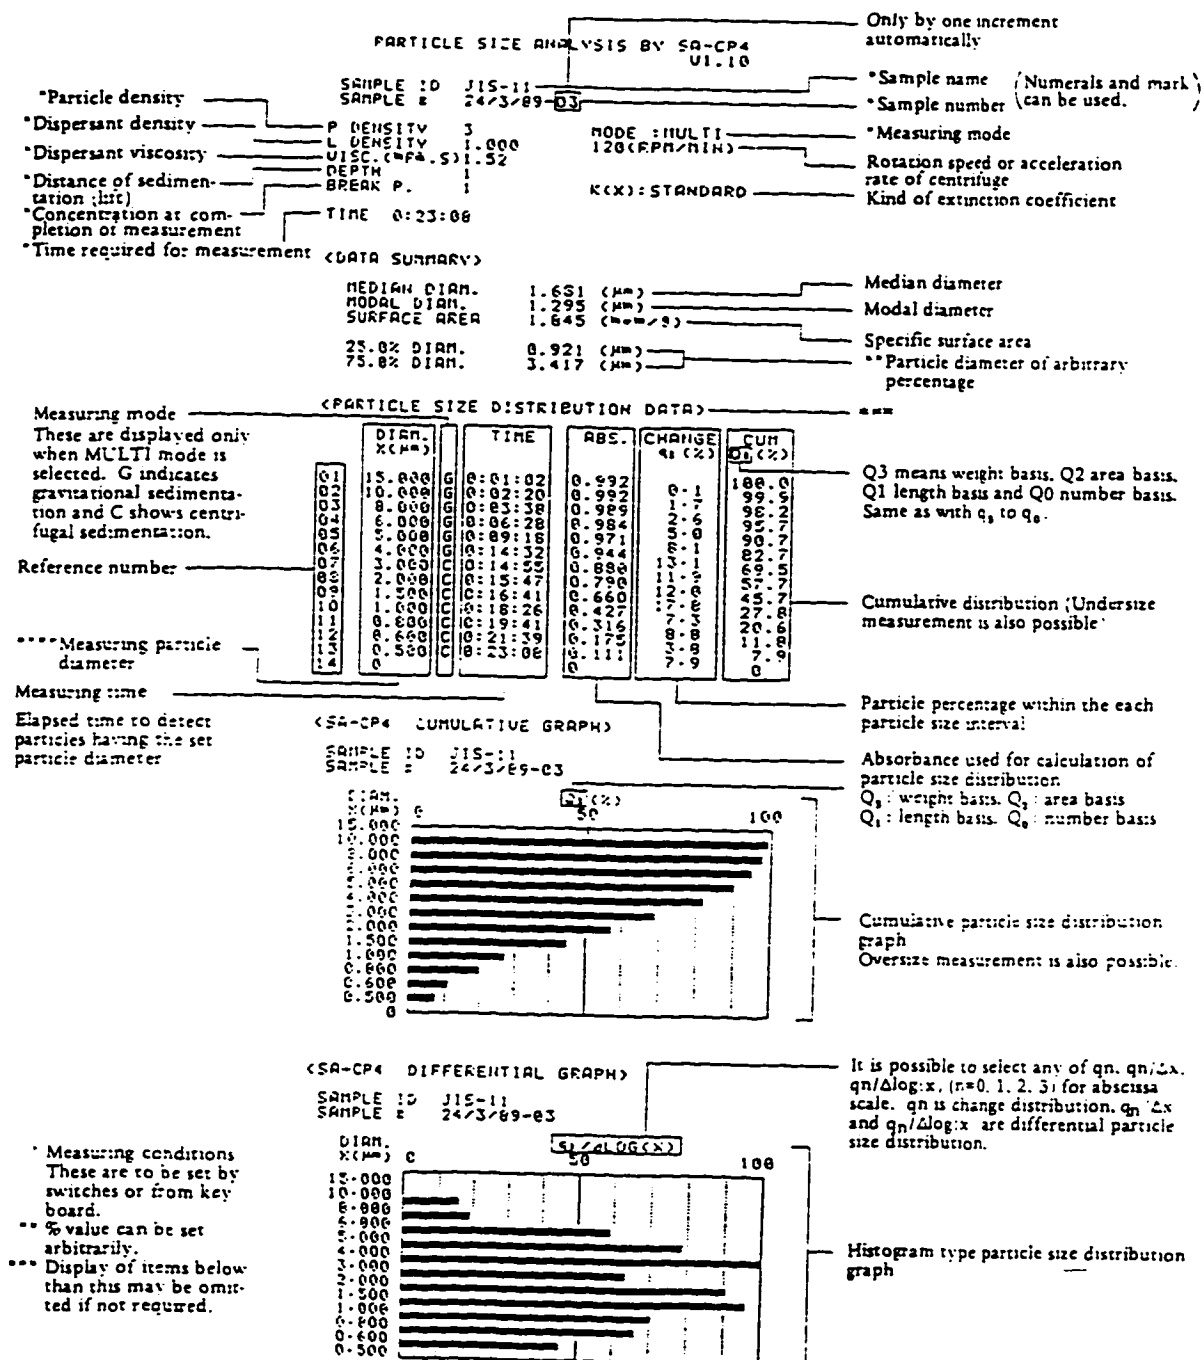 PARTICLE SIZE ANALYSIS BY SA-CP4
V1.10
Only by one increment
automatically
SAMPLE ID JIS-11
SAMPLE # 24/3/89-03
*Sample name (Numerals and mark
*Sample number can be used.)
*Particle density
*Dispersant density
*Dispersant viscosity
*Distance of sedimen-
tation (lift)
*Concentration at com-
pletion of measurement
*Time required for measurement
P DENSITY 3
L DENSITY 1.000
VISC.(mPa.S)1.52
DEPTH 1
BREAK P. 1
TIME 0:23:08
MODE :MULTI
120(RPM/MIN)
K(X):STANDARD
*Measuring mode
Rotation speed or acceleration
rate of centrifuge
Kind of extinction coefficient
<DATA SUMMARY>
MEDIAN DIAM. 1.681 (μm)
MODAL DIAM. 1.295 (μm)
SURFACE AREA 1.845
25.0% DIAM. 0.921 (μm)
75.0% DIAM. 3.417 (μm)
Median diameter
Modal diameter
Specific surface area
**Particle diameter of arbitrary
percentage
<PARTICLE SIZE DISTRIBUTION DATA>
***
Measuring mode
These are displayed only
when MULTI mode is
selected. G indicates
gravitational sedimenta-
tion and C shows centri-
fugal sedimentation.
Reference number
****Measuring particle
diameter
Measuring time
Elapsed time to detect
particles having the set
particle diameter
DIAM. TIME ABS. CHANGE CUM.
X(μm) q3(%) Q3(%)
01 15.000 G 0:01:02 0.992 100.0
02 10.000 G 0:02:20 0.992 0.1 99.9
03 8.000 G 0:03:38 0.989 1.7 98.2
04 6.000 G 0:06:28 0.984 2.6 95.7
05 5.000 G 0:09:18 0.971 5.0 90.7
06 4.000 G 0:14:32 0.944 8.1 82.7
07 3.000 C 0:14:55 0.880 13.1 69.5
08 2.000 C 0:15:47 0.790 11.9 57.7
09 1.500 C 0:16:41 0.660 12.0 45.7
10 1.000 C 0:18:26 0.427 27.8
11 0.800 C 0:19:41 0.316 7.3 20.6
12 0.600 C 0:21:39 0.175 8.8 11.8
13 0.500 C 0:23:08 0.111 3.8 7.9
14 0 0 7.9 0
Q3 means weight basis. Q2 area basis.
Q1 length basis and Q0 number basis.
Same as with q3 to q0.
Cumulative distribution (Undersize
measurement is also possible
Particle percentage within the each
particle size interval
Absorbance used for calculation of
particle size distribution
Q3 : weight basis. Q2 : area basis
Q1 : length basis. Q0 : number basis
<SA-CP4 CUMULATIVE GRAPH>
SAMPLE ID JIS-11
SAMPLE # 24/3/89-03
DIAM. Q3(%)
X(μm) 0 50 100
15.000
10.000
8.000
6.000
5.000
4.000
3.000
2.000
1.500
1.000
0.800
0.600
0.500
0
Cumulative particle size distribution
graph
Oversize measurement is also possible.
<SA-CP4 DIFFERENTIAL GRAPH>
SAMPLE ID JIS-11
SAMPLE # 24/3/89-03
DIAM. q3/ΔLOG(X)
X(μm) 0 50 100
15.000
10.000
8.000
6.000
5.000
4.000
3.000
2.000
1.500
1.000
0.800
0.600
0.500
It is possible to select any of qn, qn/Δx,
qn/Δlog:x, (n=0, 1, 2, 3) for abscissa
scale. qn is change distribution. qn/Δx
and qn/Δlog:x are differential particle
size distribution.
Histogram type particle size distribution
graph
* Measuring conditions
These are to be set by
switches or from key
board.
** % value can be set
arbitrarily.
*** Display of items below
than this may be omit-
ted if not required.